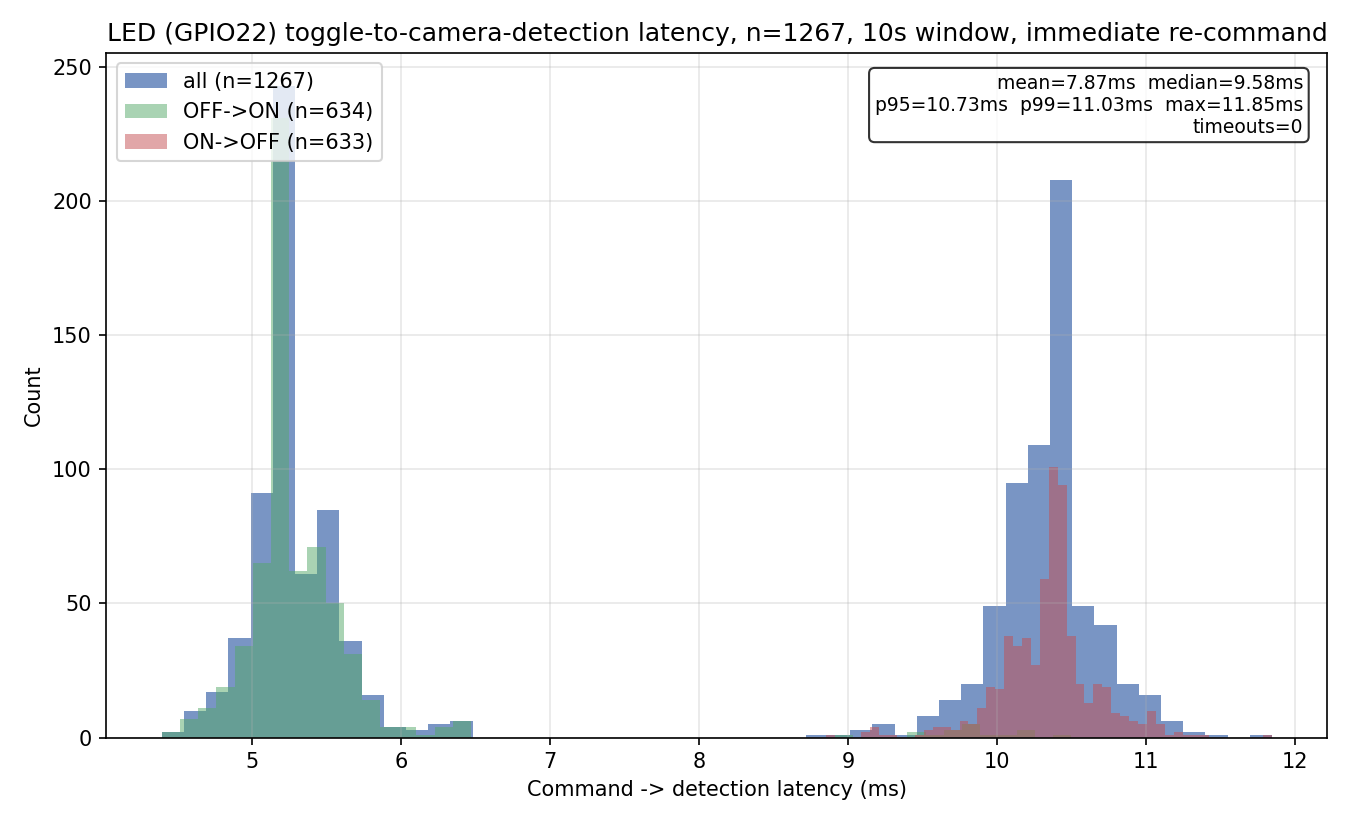 LED (GPIO22) toggle-to-camera-detection latency, n=1267, 10s window, immediate re-command
all (n=1267)
OFF->ON (n=634)
ON->OFF (n=633)
mean=7.87ms  median=9.58ms
p95=10.73ms  p99=11.03ms  max=11.85ms
timeouts=0
Count
250
200
150
100
50
0
5 6 7 8 9 10 11 12
Command -> detection latency (ms)